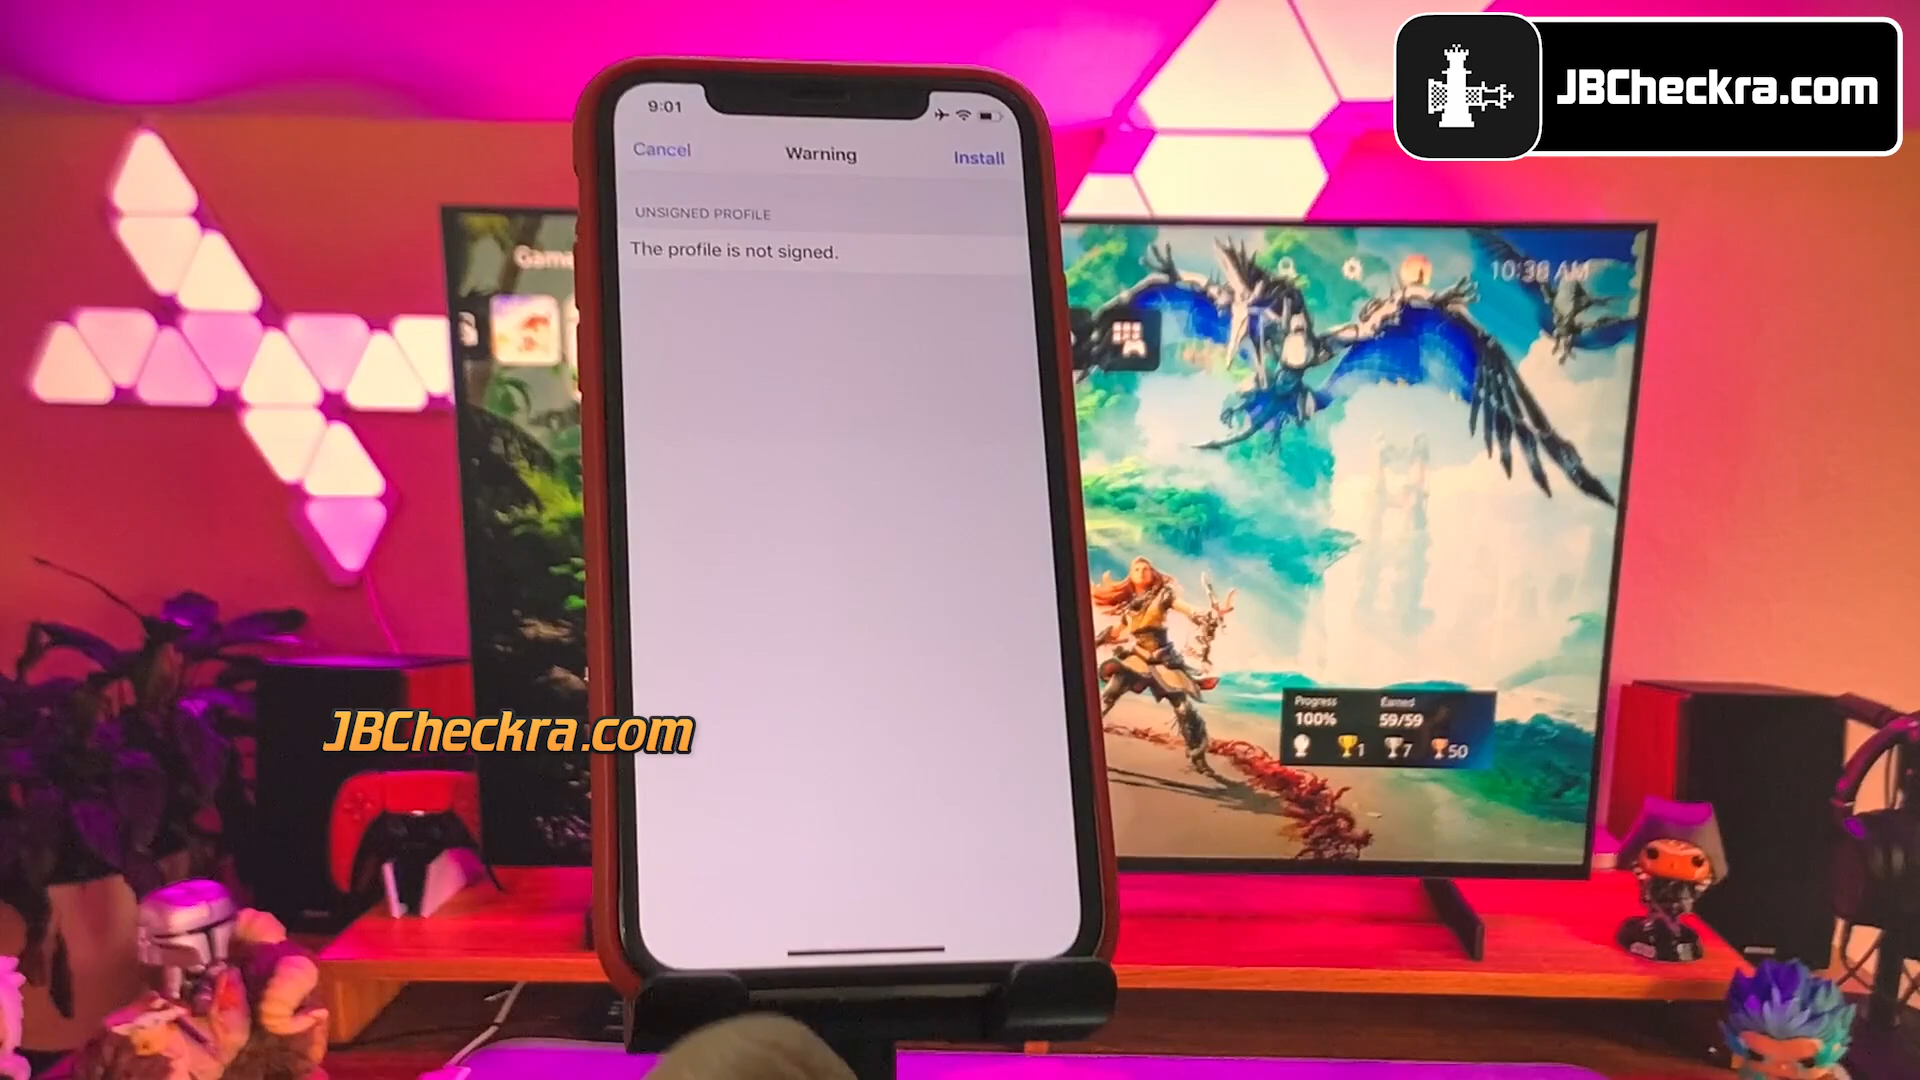 JBCheckra.com
9:01
Cancel
Warning
Install
UNSIGNED PROFILE
The profile is not signed.
Game
10:38 AM
Progress
Earned
100%
59/59
1
7
50
JBCheckra.com